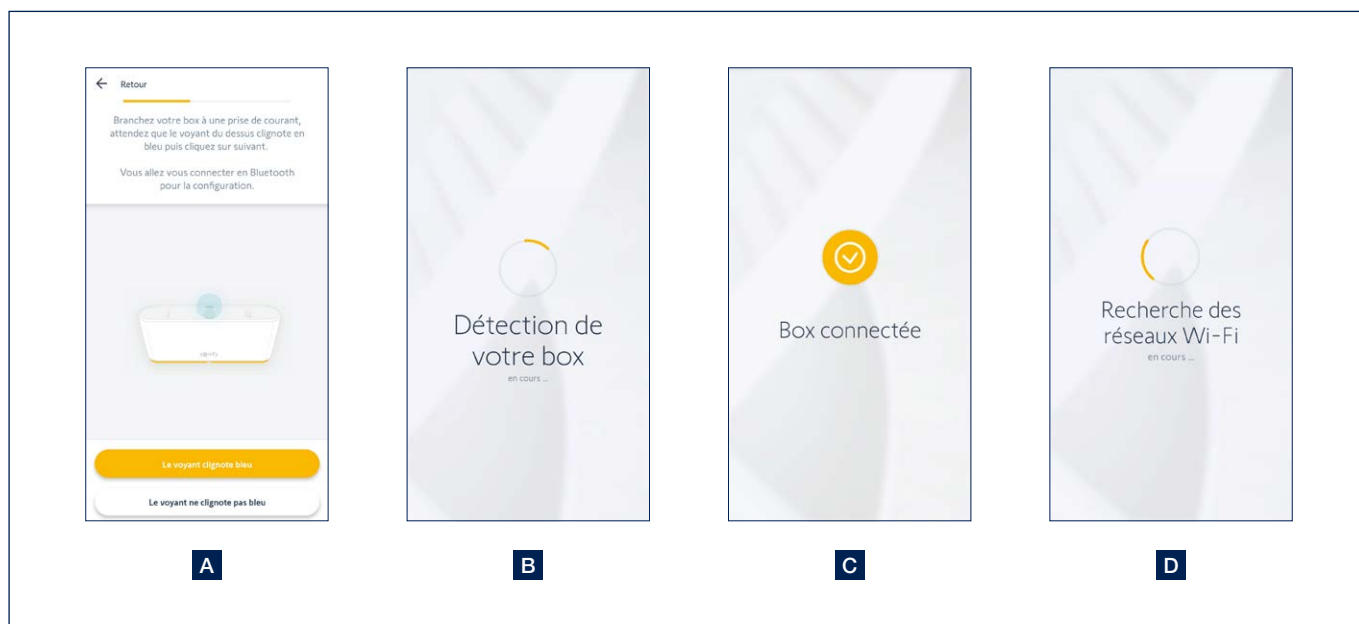 Retour
Branchez votre box à une prise de courant,
attendez que le voyant du dessus clignote en
bleu puis cliquez sur suivant.
Vous allez vous connecter en Bluetooth
pour la configuration.
somfy
Le voyant clignote bleu
Le voyant ne clignote pas bleu
A
Détection de
votre box
en cours ...
B
Box connectée
C
Recherche des
réseaux Wi-Fi
en cours ...
D